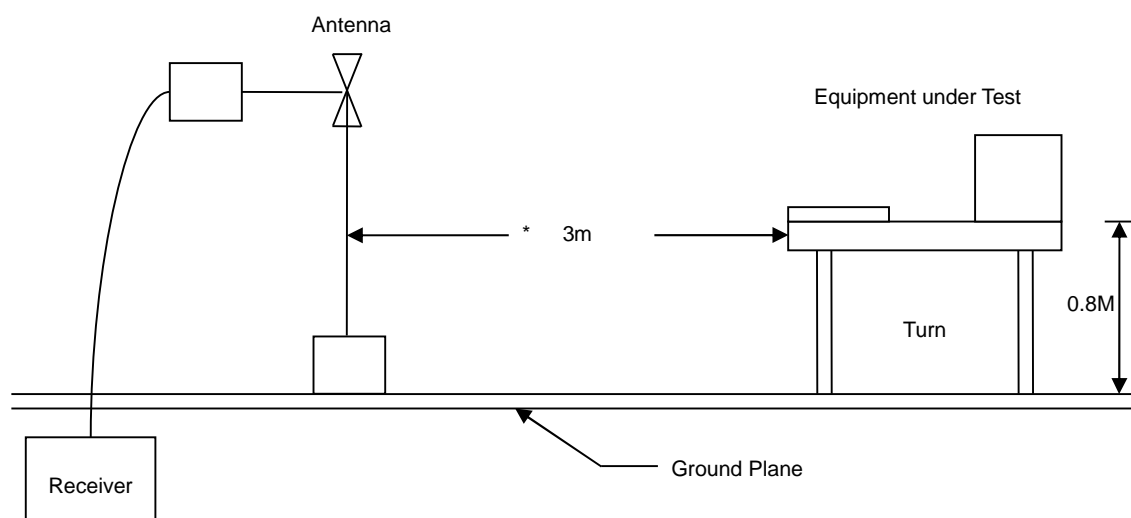 Antenna
Equipment under Test
* 3m
0.8M
Turn
Ground Plane
Receiver